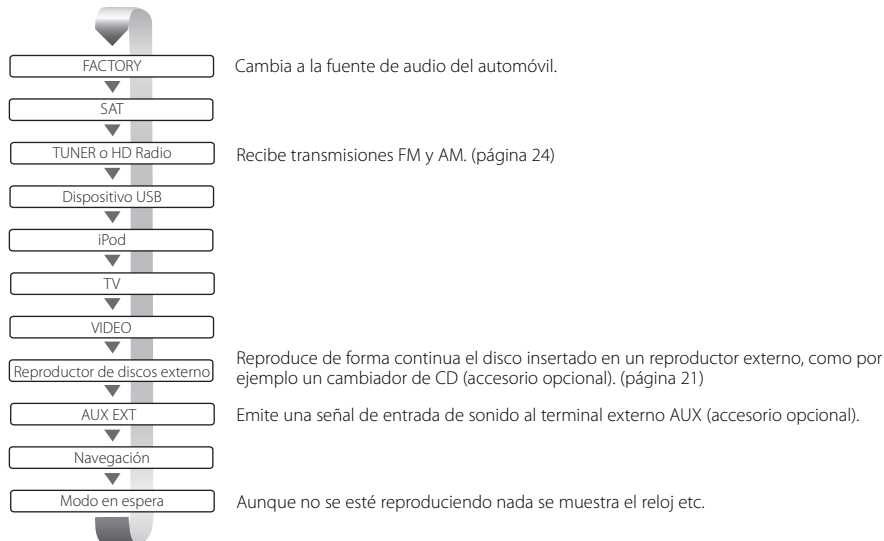 FACTORY
Cambia a la fuente de audio del automóvil.
SAT
TUNER o HD Radio
Recibe transmisiones FM y AM. (página 24)
Dispositivo USB
iPod
TV
VIDEO
Reproductor de discos externo
Reproduce de forma continua el disco insertado en un reproductor externo, como por
ejemplo un cambiador de CD (accesorio opcional). (página 21)
AUX EXT
Emite una señal de entrada de sonido al terminal externo AUX (accesorio opcional).
Navegación
Modo en espera
Aunque no se esté reproduciendo nada se muestra el reloj etc.